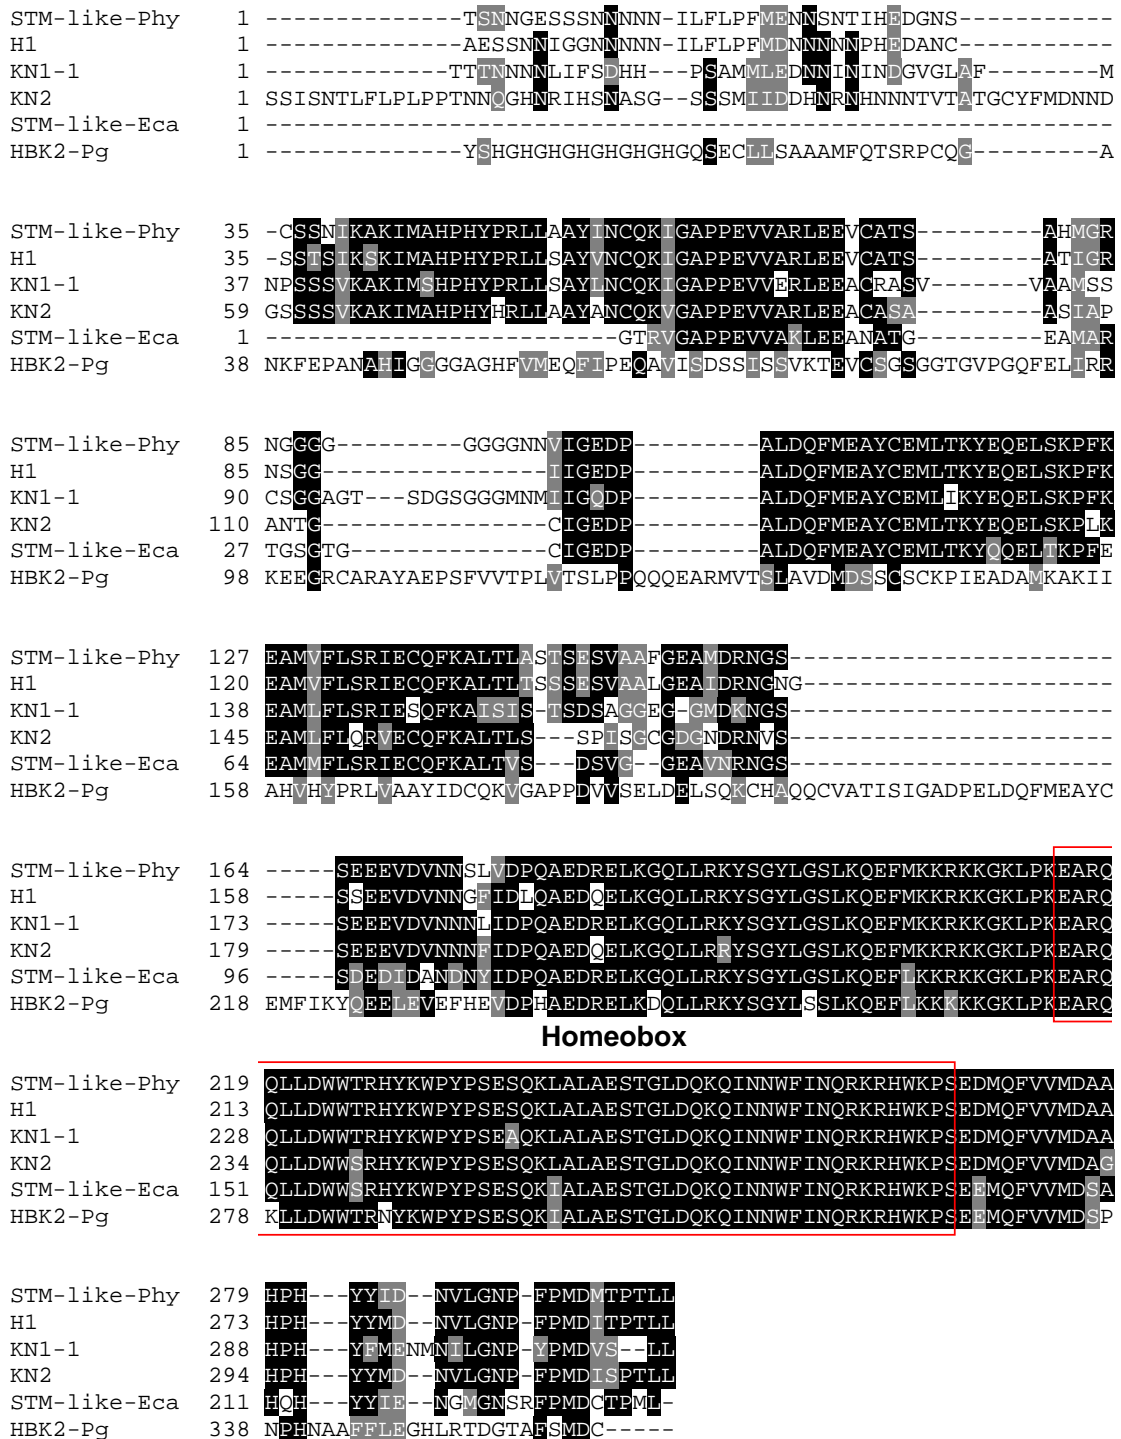 STM-like-Phy 1 ------------TSNNGESSSNNNNN-ILFLPFMENNSNTIHEDGNS-----------
H1 1 ------------AESSNNIGGNNNNN-ILFLPFMDNNNNNPHEDANC-----------
KN1-1 1 -----------TTTNNNNLIFSDHH---PSAMMLEDNNINININDGVGLAF--------M
KN2 1 SSISNTLFLPLPPTNNQGHNRIHSNASG--SSSMIIDDHNRNHNNNTVTATGCYFMDNND
STM-like-Eca 1 ------------------------------------------------------------
HBK2-Pg 1 ------------YSHGHGHGHGHGHGHGQSECLLSAAAMFQTSRPCQG---------A
STM-like-Phy 35 -CSSNIKAKIMAHPHYPRLLAAYINCQKIGAPPEVVARLEEVCATS---------AHMGR
H1 35 -SSTSIKSKIMAHPHYPRLLSAYVNCQKIGAPPEVVARLEEVCATS---------ATIGR
KN1-1 37 NPSSSVKAKIMSHPHYPRLLSAYLNCQKIGAPPEVVERLEEACRASV--------VAAMSS
KN2 59 GSSSSVKAKIMAHPHYHRLLAAYANCQKVGAPPEVVARLEEACASA---------ASIAP
STM-like-Eca 1 ------------------------GTRVGAPPEVVAKLEEANATG---------EAMAR
HBK2-Pg 38 NKFEPANAHIGGGGAGHFVMEQFIPEQAVISDSSISSVKTEVCSGSGGTGVPGQFELIRR
STM-like-Phy 85 NGGGG--------GGGGNNVIGEDP---------ALDQFMEAYCEMLTKYEQELSKPFK
H1 85 NSGG-------------IIGEDP---------ALDQFMEAYCEMLTKYEQELSKPFK
KN1-1 90 CSGGAGT---SDGSGGGMNMIIGQDP---------ALDQFMEAYCEMLIKYEQELSKPFK
KN2 110 ANTG-------------CIGEDP---------ALDQFMEAYCEMLTKYEQELSKPLK
STM-like-Eca 27 TGSGTG-----------CIGEDP---------ALDQFMEAYCEMLTKYQQELTKPFE
HBK2-Pg 98 KEEGRCARAYAEPSFVVTPLVTSLPPQQQEARMVTSLAVDMDSSCSCKPIEADAMKAKII
STM-like-Phy 127 EAMVFLSRIECQFKALTLASTSESVAAFGEAMDRNGS-----------------------
H1 120 EAMVFLSRIECQFKALTLTSSSESVAALGEAIDRNGNG----------------------
KN1-1 138 EAMLFLSRIESQFKAISIS-TSDSAGGEG-GMDKNGS-----------------------
KN2 145 EAMLFLQRVECQFKALTLS---SPISGCGDGNDRNVS-----------------------
STM-like-Eca 64 EAMMFLSRIECQFKALTVS---DSVG--GEAVNRNGS-----------------------
HBK2-Pg 158 AHVHYPRLVAAYIDCQKVGAPPDVVSELDELSQKCHAQQCVATISIGADPELDQFMEAYC
STM-like-Phy 164 -----SEEEVDVNNSLVDPQAEDRELKGQLLRKYSGYLGSLKQEFMKKRKKGKLPKEARQ
H1 158 -----SSEEVDVNNGFIDLQAEDQELKGQLLRKYSGYLGSLKQEFMKKRKKGKLPKEARQ
KN1-1 173 -----SEEEVDVNNNLIDPQAEDRELKGQLLRKYSGYLGSLKQEFMKKRKKGKLPKEARQ
KN2 179 -----SEEEVDVNNNFIDPQAEDQELKGQLLRRYSGYLGSLKQEFMKKRKKGKLPKEARQ
STM-like-Eca 96 -----SDEDIDANDNYIDPQAEDRELKGQLLRKYSGYLGSLKQEFLKKRKKGKLPKEARQ
HBK2-Pg 218 EMFIKYQEELEVEFHEVDPHAEDRELKDQLLRKYSGYLSSLKQEFLKKKKKGKLPKEARQ
Homeobox
STM-like-Phy 219 QLLDWWTRHYKWPYPSESQKLALAESTGLDQKQINNWFINQRKRHWKPSEDMQFVVMDAA
H1 213 QLLDWWTRHYKWPYPSESQKLALAESTGLDQKQINNWFINQRKRHWKPSEDMQFVVMDAA
KN1-1 228 QLLDWWTRHYKWPYPSEAQKLALAESTGLDQKQINNWFINQRKRHWKPSEDMQFVVMDAA
KN2 234 QLLDWWSRHYKWPYPSESQKLALAESTGLDQKQINNWFINQRKRHWKPSEDMQFVVMDAG
STM-like-Eca 151 QLLDWWSRHYKWPYPSESQKIALAESTGLDQKQINNWFINQRKRHWKPSEEMQFVVMDSA
HBK2-Pg 278 KLLDWWTRNYKWPYPSESQKIALAESTGLDQKQINNWFINQRKRHWKPSEEMQFVVMDSP
STM-like-Phy 279 HPH---YYID--NVLGNP-FPMDMTPTLL
H1 273 HPH---YYMD--NVLGNP-FPMDITPTLL
KN1-1 288 HPH---YFMENMNILGNP-YPMDVS--LL
KN2 294 HPH---YYMD--NVLGNP-FPMDISPTLL
STM-like-Eca 211 HQH---YYIE--NGMGNSRFPMDCTPML-
HBK2-Pg 338 NPHNAAFFLEGHLRTDGTAFSMDC-----